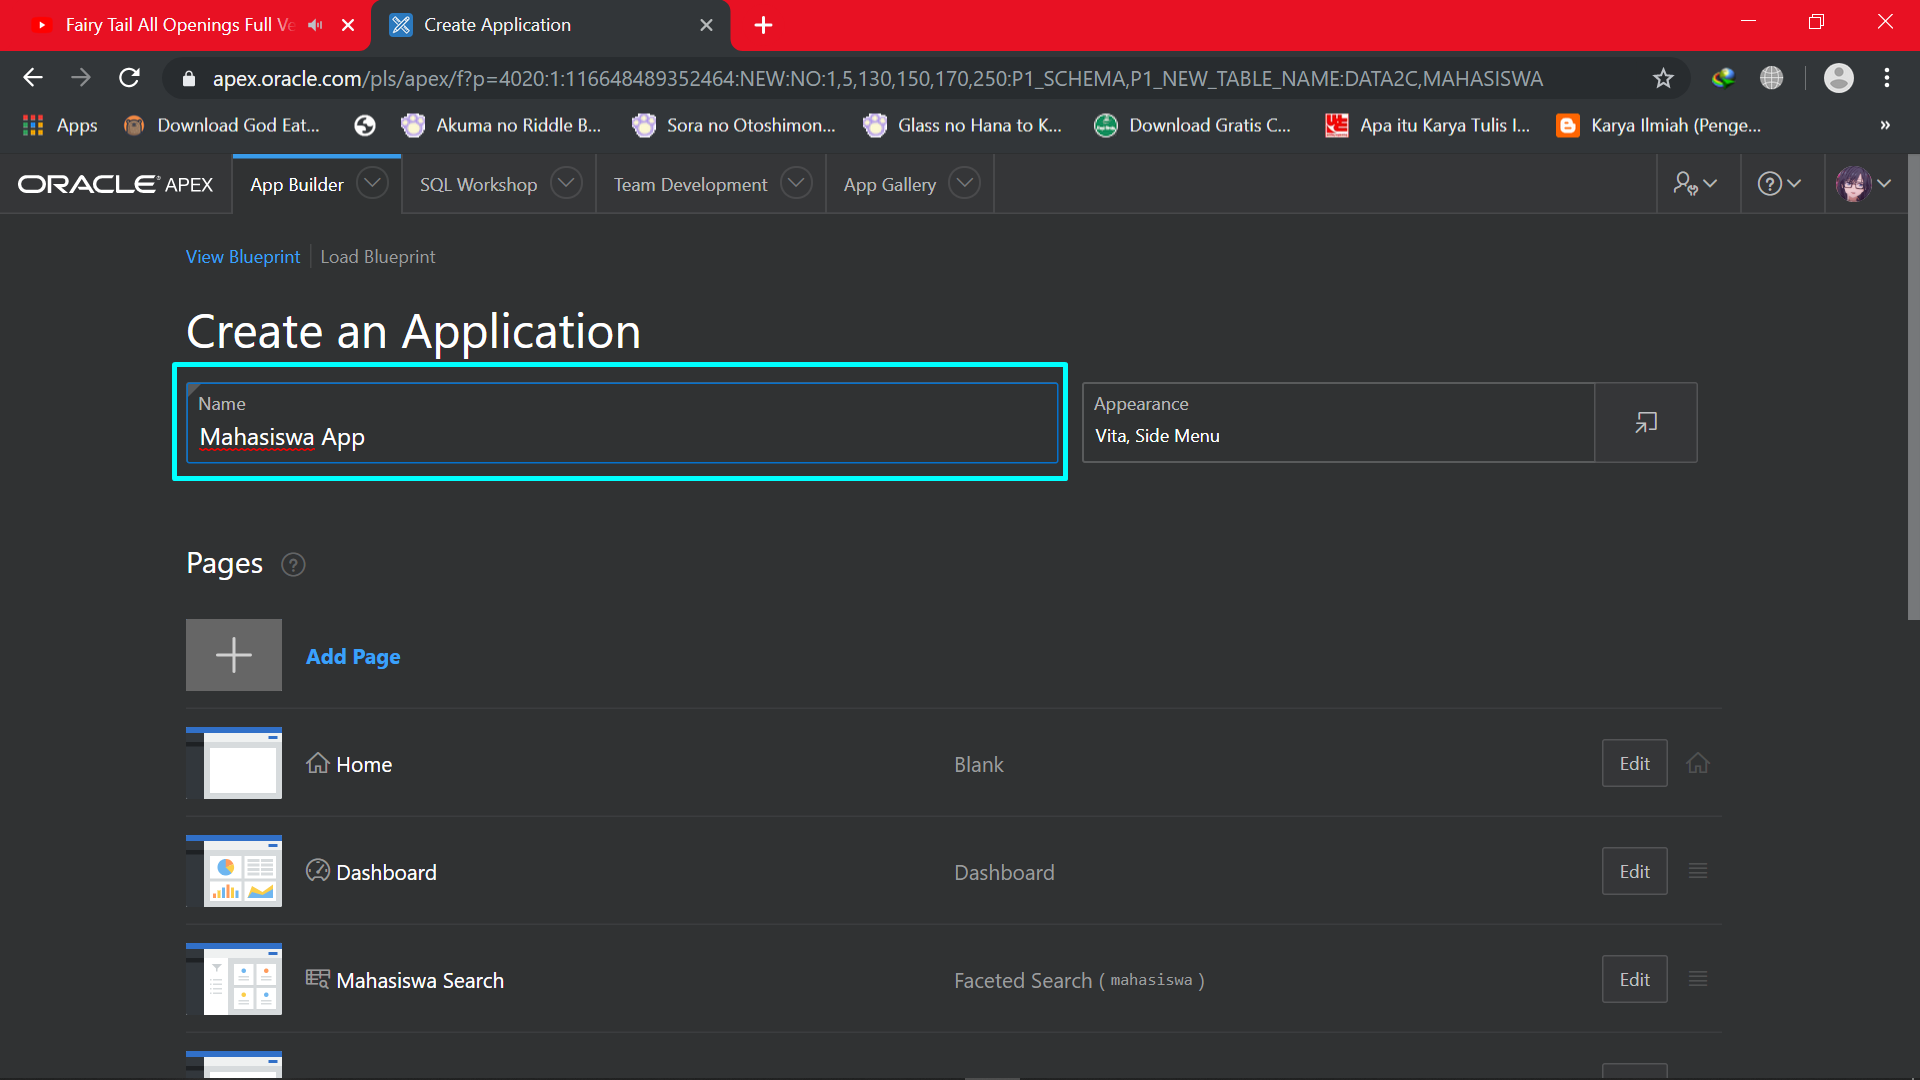 Fairy Tail All Openings Full Ve
Create Application
apex.oracle.com/pls/apex/f?p=4020:1:116648489352464:NEW:NO:1,5,130,150,170,250:P1_SCHEMA,P1_NEW_TABLE_NAME:DATA2C,MAHASISWA
Apps
Download God Eat...
Akuma no Riddle B...
Sora no Otoshimon...
Glass no Hana to K...
Download Gratis C...
Apa itu Karya Tulis I...
Karya Ilmiah (Penge...
»
ORACLE APEX
App Builder
SQL Workshop
Team Development
App Gallery
View Blueprint
Load Blueprint
Create an Application
Name
Mahasiswa App
Appearance
Vita, Side Menu
Pages ?
Add Page
Home
Blank
Edit
Dashboard
Dashboard
Edit
Mahasiswa Search
Faceted Search ( mahasiswa )
Edit